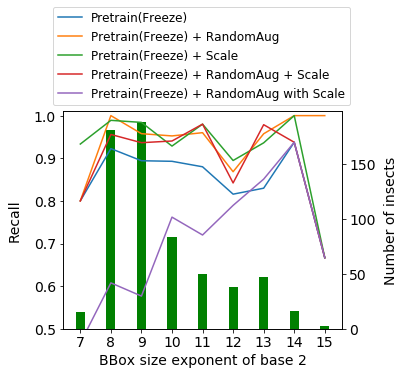 Pretrain(Freeze)
Pretrain(Freeze) + RandomAug
Pretrain(Freeze) + Scale
Pretrain(Freeze) + RandomAug + Scale
Pretrain(Freeze) + RandomAug with Scale
1.0
0.9
0.8
0.7
0.6
0.5
Recall
150
100
50
0
Number of insects
7 8 9 10 11 12 13 14 15
BBox size exponent of base 2